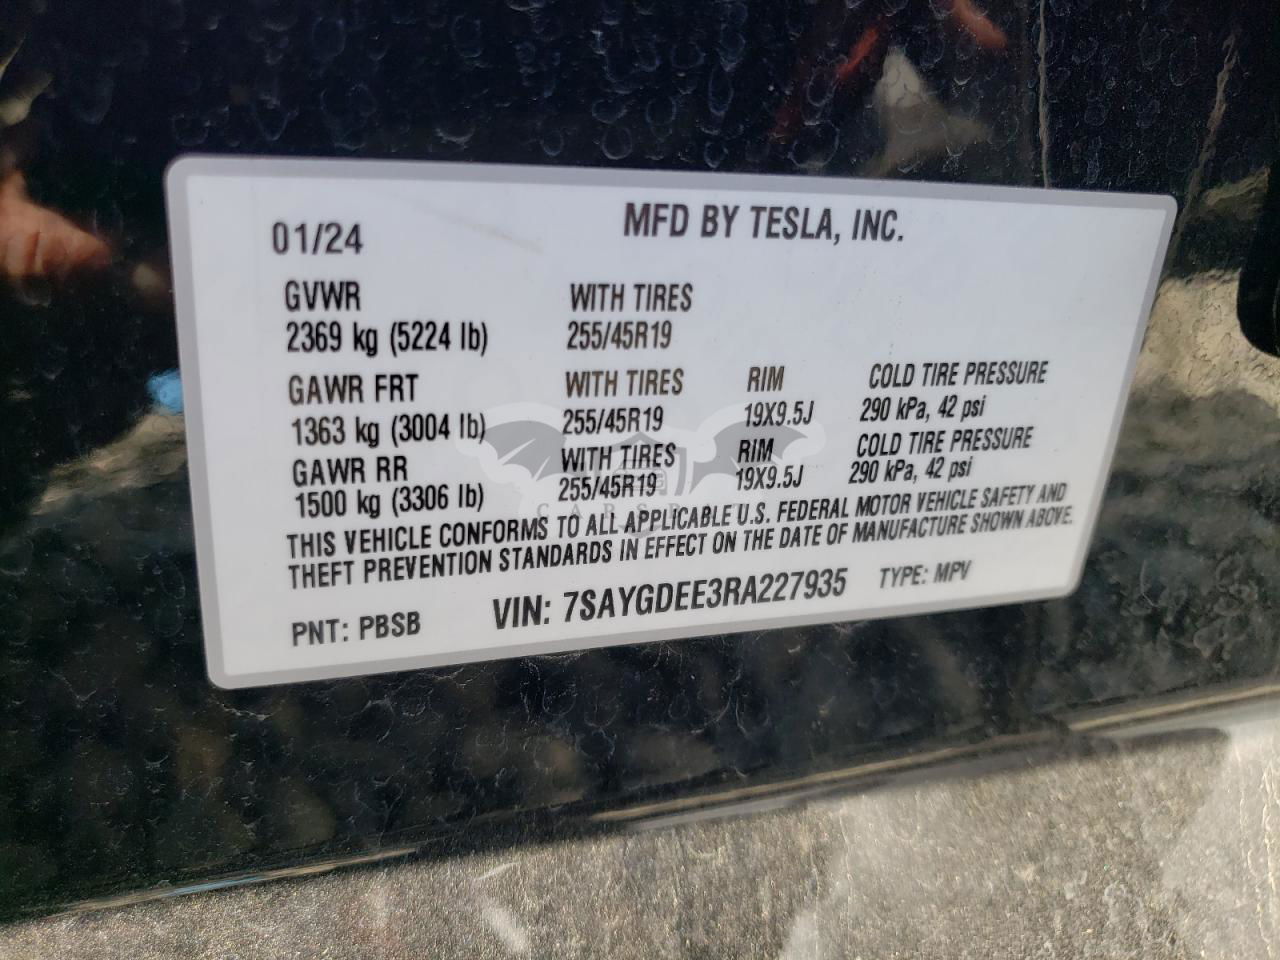 01/24 MFD BY TESLA, INC.
GVWR WITH TIRES
2369 kg (5224 lb) 255/45R19
GAWR FRT WITH TIRES RIM COLD TIRE PRESSURE
1363 kg (3004 lb) 255/45R19 19X9.5J 290 kPa, 42 psi
GAWR RR WITH TIRES RIM COLD TIRE PRESSURE
1500 kg (3306 lb) 255/45R19 19X9.5J 290 kPa, 42 psi
THIS VEHICLE CONFORMS TO ALL APPLICABLE U.S. FEDERAL MOTOR VEHICLE SAFETY AND
THEFT PREVENTION STANDARDS IN EFFECT ON THE DATE OF MANUFACTURE SHOWN ABOVE.
PNT: PBSB VIN: 7SAYGDEE3RA227935 TYPE: MPV